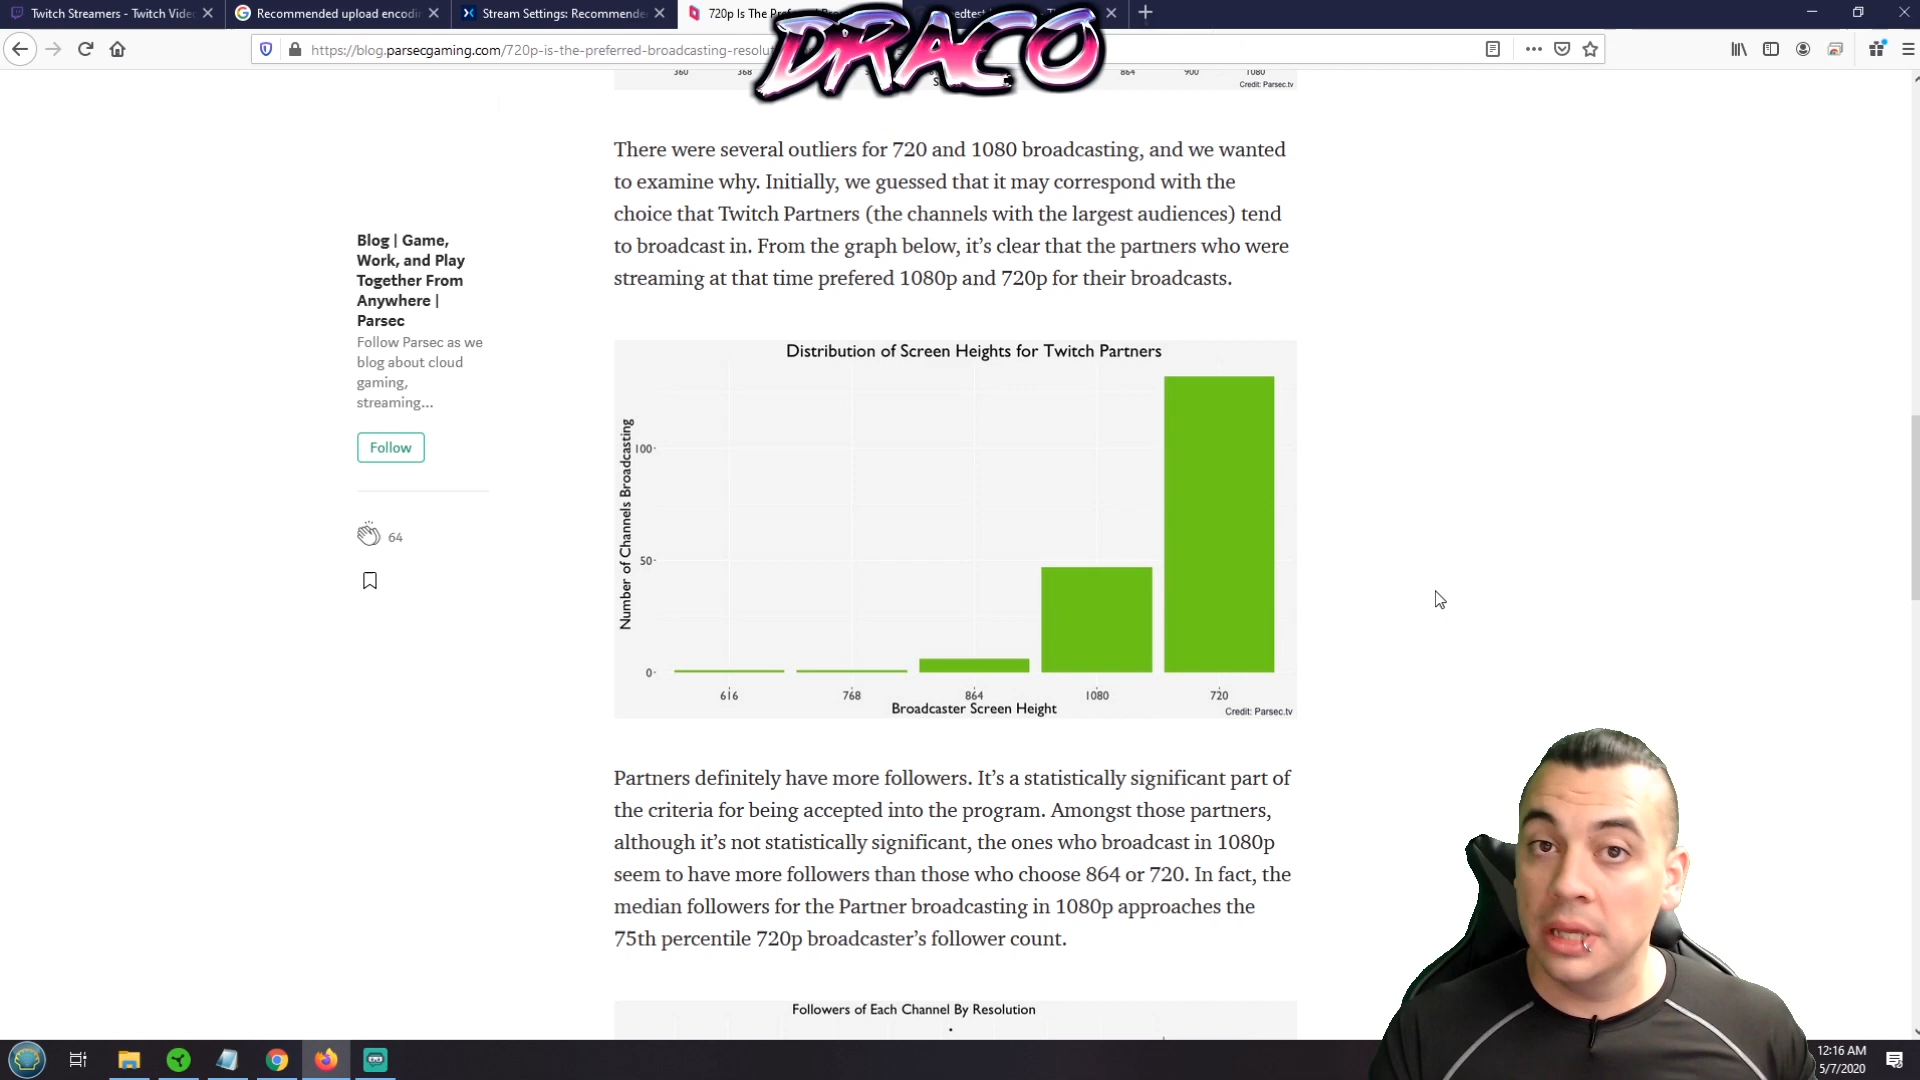 Twitch Streamers - Twitch Vide
Recommended upload encodi
Stream Settings: Recommende
720p Is The Pr
https://blog.parsecgaming.com/720p-is-the-preferred-broadcasting-resolut
DRACO
360
368
864
900
1080
Credit: Parsec.tv
There were several outliers for 720 and 1080 broadcasting, and we wanted
to examine why. Initially, we guessed that it may correspond with the
choice that Twitch Partners (the channels with the largest audiences) tend
to broadcast in. From the graph below, it’s clear that the partners who were
streaming at that time prefered 1080p and 720p for their broadcasts.
Blog | Game,
Work, and Play
Together From
Anywhere |
Parsec
Follow Parsec as we
blog about cloud
gaming,
streaming...
Follow
64
Distribution of Screen Heights for Twitch Partners
Number of Channels Broadcasting
100
50
0
616
768
864
1080
720
Broadcaster Screen Height
Credit: Parsec.tv
Partners definitely have more followers. It’s a statistically significant part of
the criteria for being accepted into the program. Amongst those partners,
although it’s not statistically significant, the ones who broadcast in 1080p
seem to have more followers than those who choose 864 or 720. In fact, the
median followers for the Partner broadcasting in 1080p approaches the
75th percentile 720p broadcaster’s follower count.
Followers of Each Channel By Resolution
12:16 AM
5/7/2020